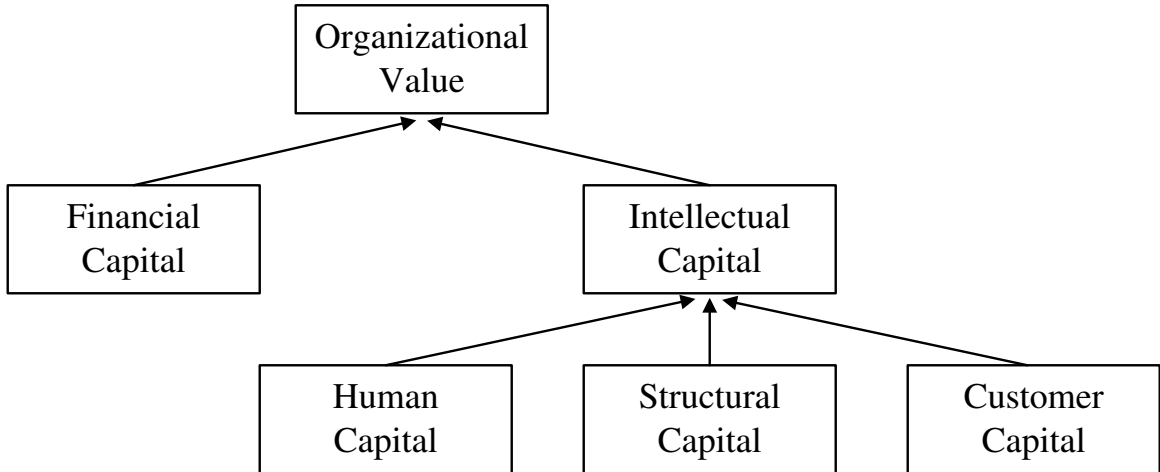 Organizational
Value
Financial
Capital
Intellectual
Capital
Human
Capital
Structural
Capital
Customer
Capital